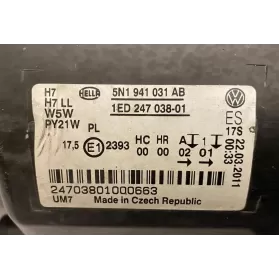 H7 HELLA 5N1 941 031 AB
H7 LL
W5W 1ED 247 038-01
PY21W PL
17,5 E1 2393 HC HR A 1
00 00 02 01
ES
17S 22.03.2011
00:33
24703801000663
UM7 Made in Czech Republic